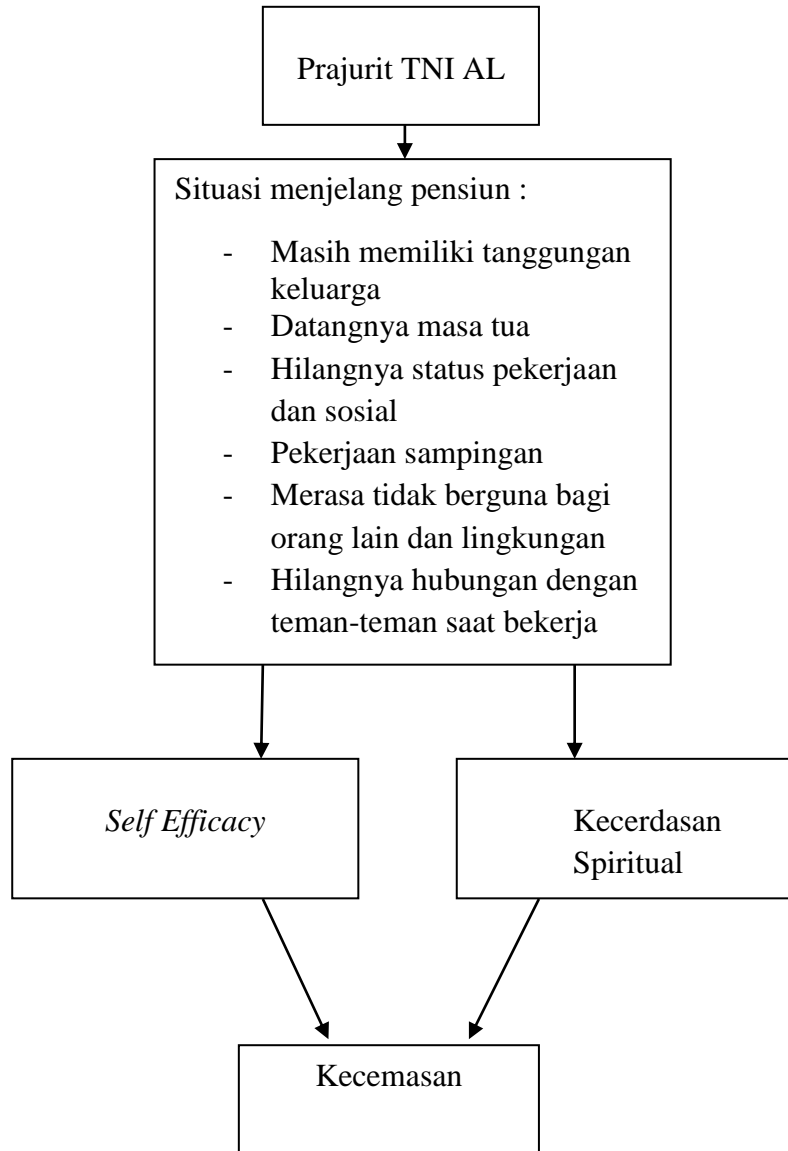 Prajurit TNI AL
Situasi menjelang pensiun :
- Masih memiliki tanggungan
keluarga
- Datangnya masa tua
- Hilangnya status pekerjaan
dan sosial
- Pekerjaan sampingan
- Merasa tidak berguna bagi
orang lain dan lingkungan
- Hilangnya hubungan dengan
teman-teman saat bekerja
Self Efficacy
Kecerdasan
Spiritual
Kecemasan